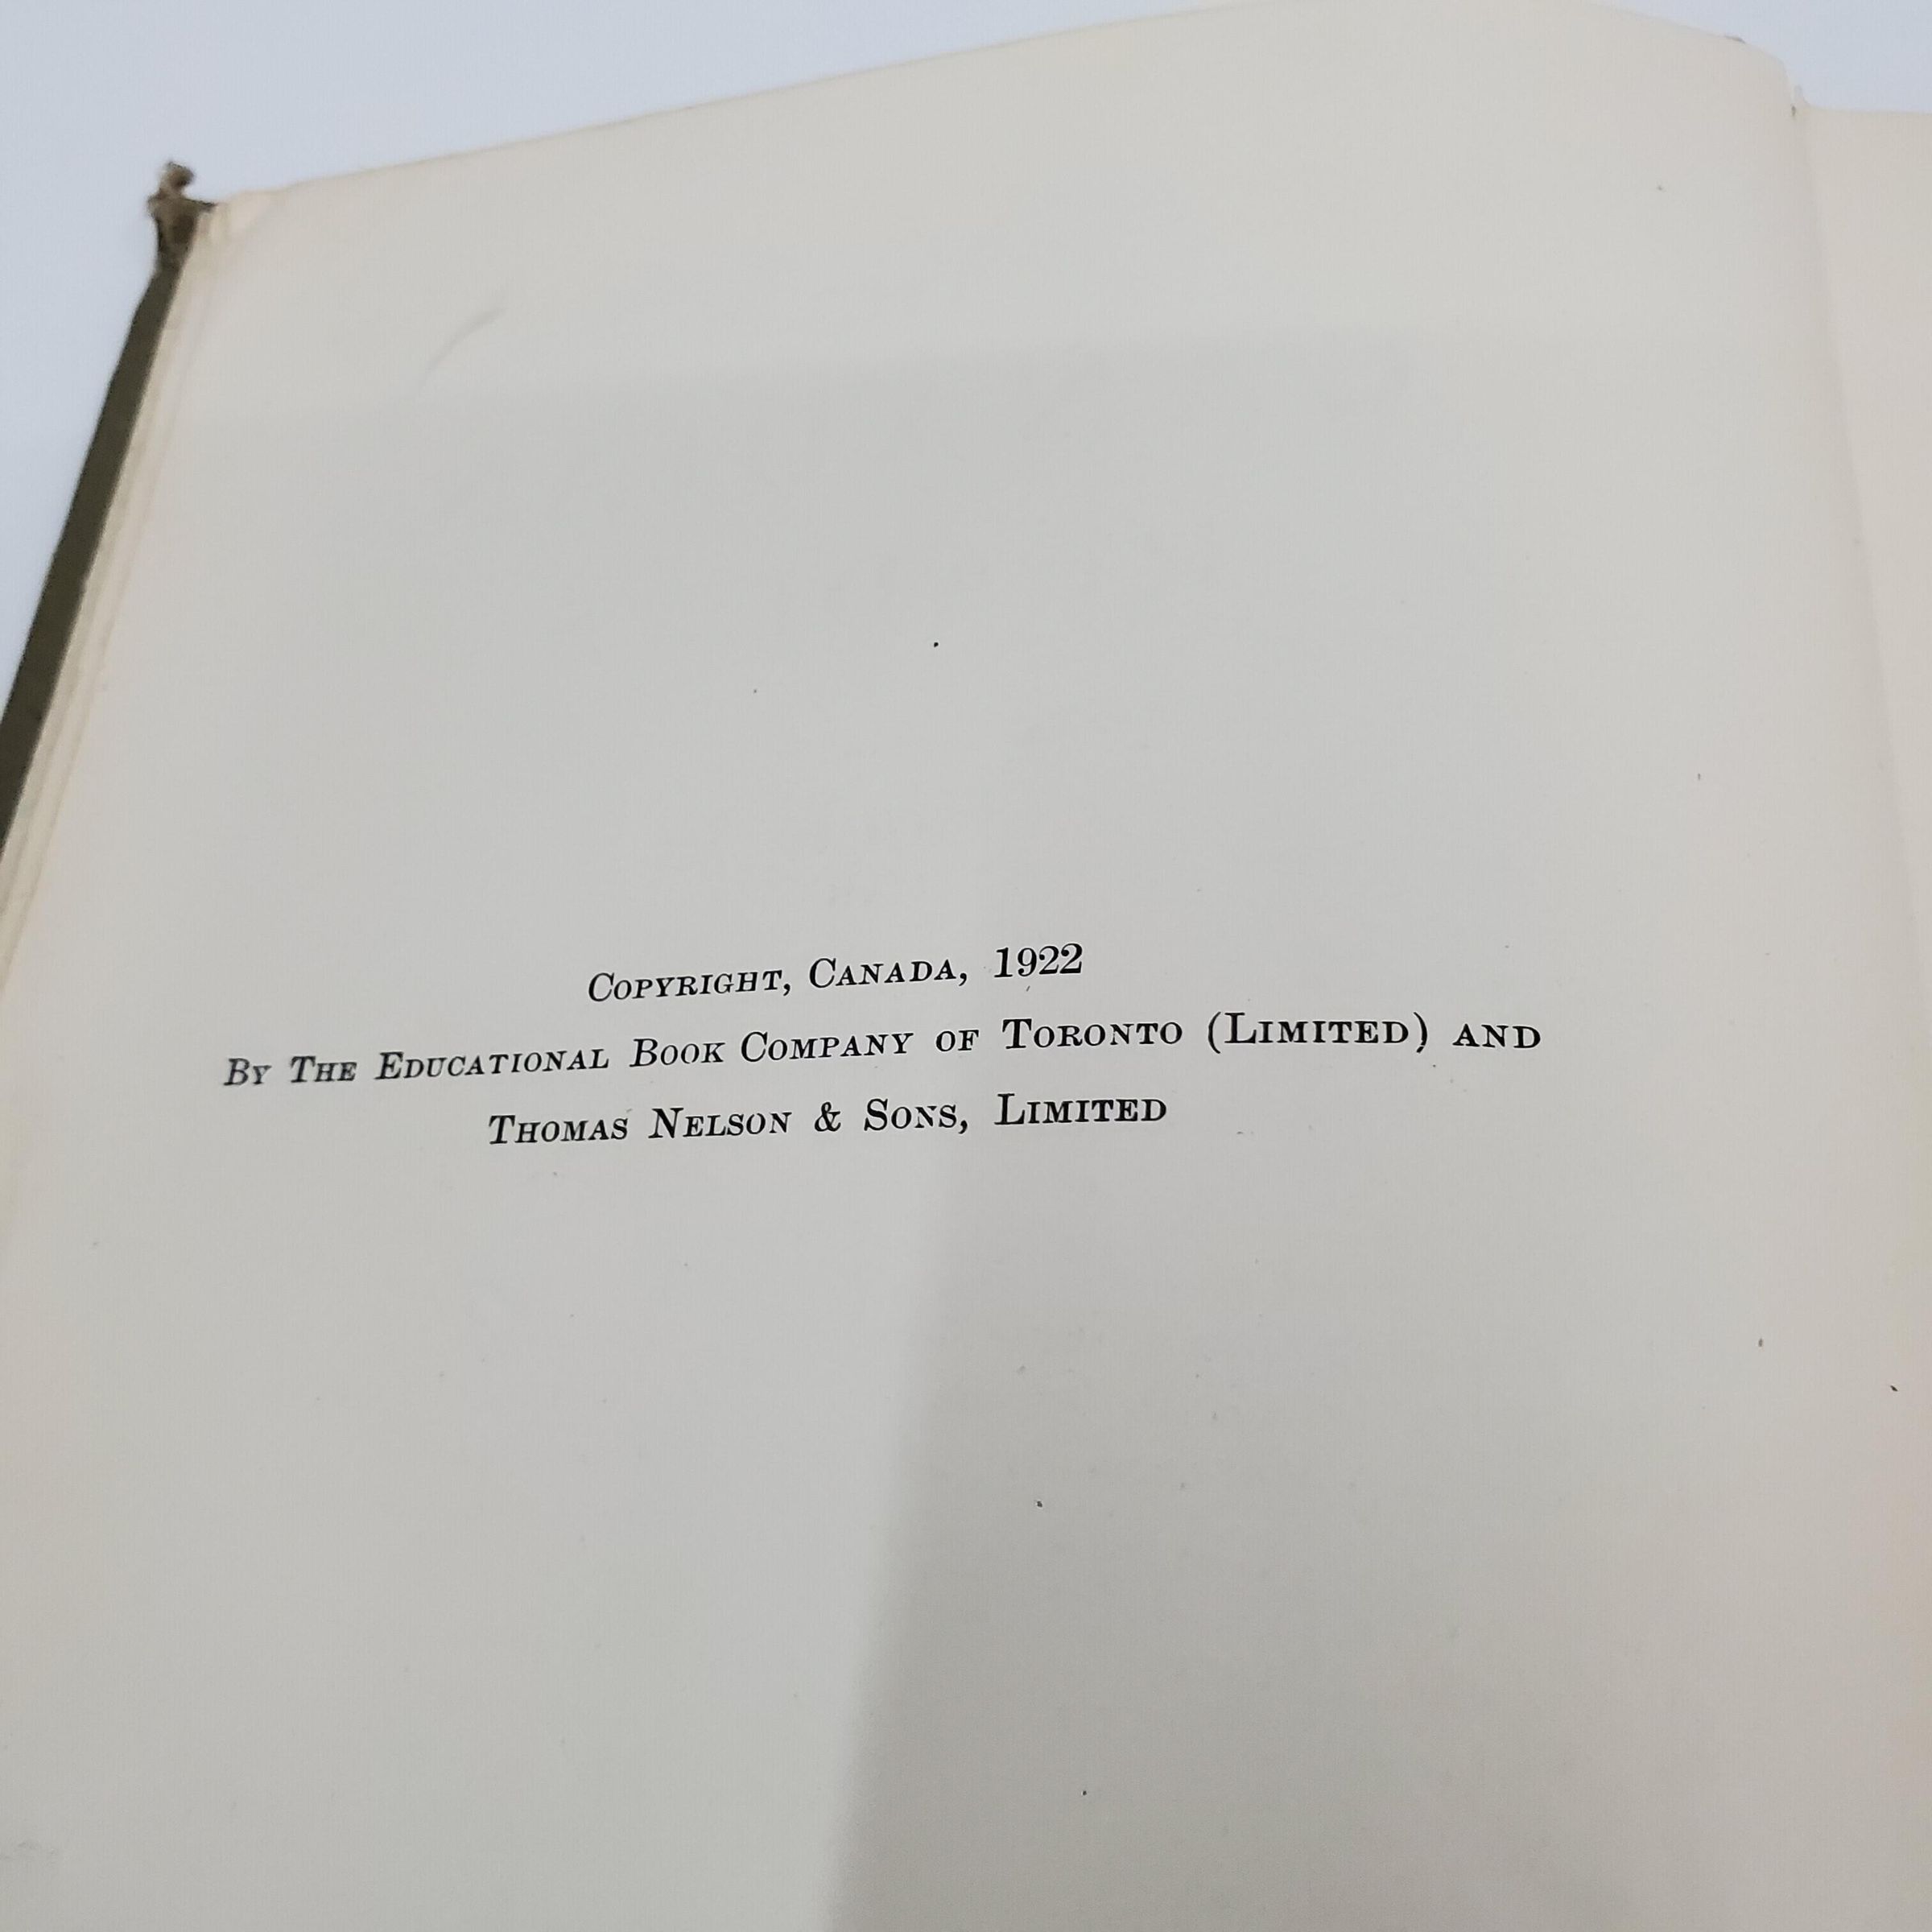 Copyright, Canada, 1922
By The Educational Book Company of Toronto (Limited) and
Thomas Nelson & Sons, Limited